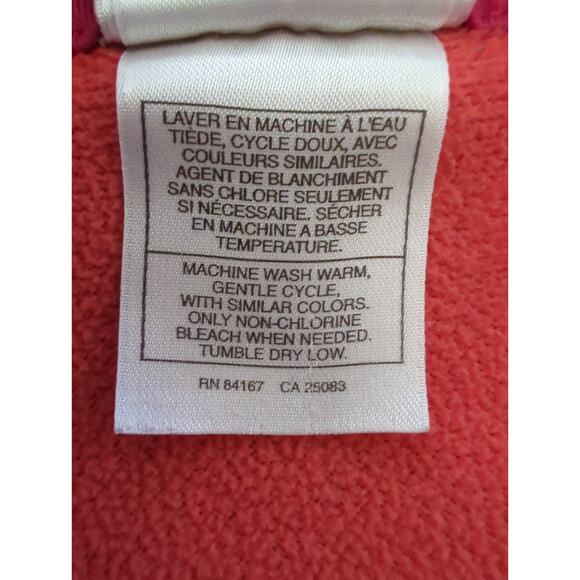 LAVER EN MACHINE À L'EAU
TIÈDE, CYCLE DOUX, AVEC
COULEURS SIMILAIRES.
AGENT DE BLANCHIMENT
SANS CHLORE SEULEMENT
SI NÉCESSAIRE. SÉCHER
EN MACHINE A BASSE
TEMPERATURE.
MACHINE WASH WARM,
GENTLE CYCLE,
WITH SIMILAR COLORS.
ONLY NON-CHLORINE
BLEACH WHEN NEEDED.
TUMBLE DRY LOW.
RN 84167 CA 25083